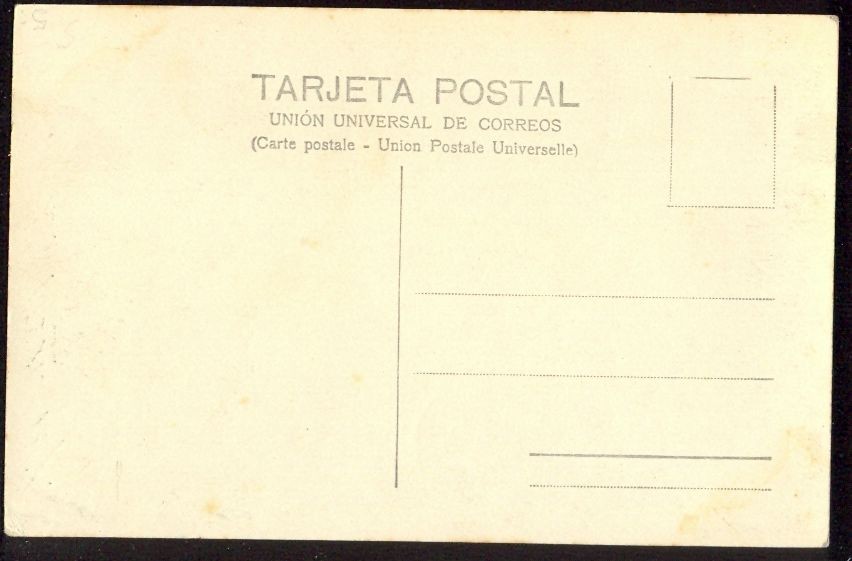 TARJETA POSTAL
UNIÓN UNIVERSAL DE CORREOS
(Carte postale - Union Postale Universelle)